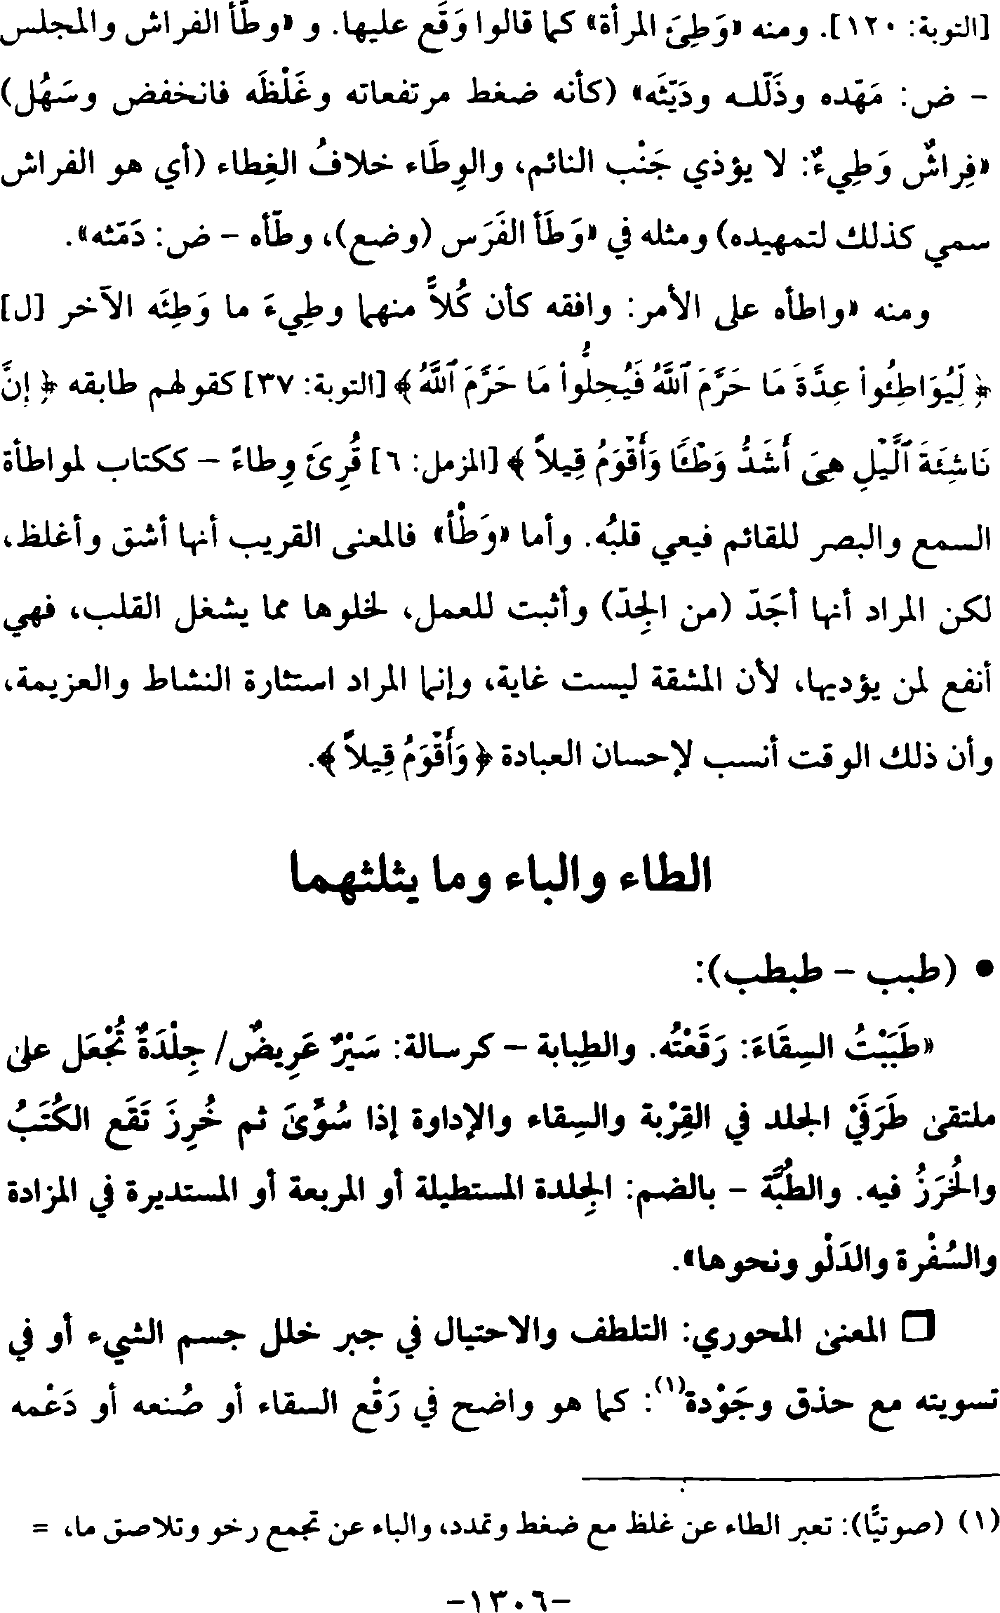 [التوبة: ١٢٠]. ومنه «وَطِئَ المرأة» كما قالوا وَقَع عليها. و «وطّأ الفراش والمجلس
- ض: مَهّده وذَلّلـه ودَيّثَه» (كأنه ضغط مرتفعاته وغَلْظَه فانخفض وسَهُل)
«فِراشٌ وَطِيءٌ: لا يؤذي جَنْب النائم، والوِطَاء خلافُ الغِطاء (أي هو الفراش
سمي كذلك لتمهيده) ومثله في «وَطَأ الفَرَس (وضع)، وطّأه - ض: دَمّثه».
ومنه «واطأه على الأمر: وافقه كأن كُلاًّ منهما وطِيءَ ما وَطِئَه الآخر [ل]
﴿ لِّيُوَاطِـُٔوا۟ عِدَّةَ مَا حَرَّمَ ٱللَّهُ فَيُحِلُّوا۟ مَا حَرَّمَ ٱللَّهُ ﴾ [التوبة: ٣٧] كقولهم طابقه ﴿ إِنَّ
نَاشِئَةَ ٱلَّيْلِ هِىَ أَشَدُّ وَطْـًٔا وَأَقْوَمُ قِيلاً ﴾ [المزمل: ٦] قُرِئَ وِطاءً - ككتاب لمواطأة
السمع والبصر للقائم فيعي قلبُه. وأما «وَطْأ» فالمعنى القريب أنها أشق وأغلظ،
لكن المراد أنها أجَدّ (من الجِدّ) وأثبت للعمل، لخلوها مما يشغل القلب، فهي
أنفع لمن يؤديها، لأن المشقة ليست غاية، وإنما المراد استثارة النشاط والعزيمة،
وأن ذلك الوقت أنسب لإحسان العبادة ﴿ وَأَقْوَمُ قِيلاً ﴾.
الطاء والباء وما يثلثهما
• (طبب - طبطب):
«طَبَبْتُ السِقَاءَ: رَقَعْتُه. والطِبابة - كرسالة: سَيْرٌ عَرِيضٌ/ جِلْدَةٌ تُجْعَل على
ملتقى طَرَفَيْ الجلد في القِرْبة والسِقاء والإداوة إذا سُوِّىَ ثم خُرِزَ تَقَع الكُتَبُ
والخُرَزُ فيه. والطُبَّة - بالضم: الجِلدة المستطيلة أو المربعة أو المستديرة في المزادة
والسُفْرة والدَلْو ونحوها».
❒ المعنى المحوري: التلطف والاحتيال في جبر خلل جسم الشيء أو في
تسويته مع حذق وجَوْدة(١): كما هو واضح في رَقْع السقاء أو صُنعه أو دَعْمه
(١) (صوتيًّا): تعبر الطاء عن غلظ مع ضغط وتمدد، والباء عن تجمع رخو وتلاصق ما، =
-١٣٠٦-